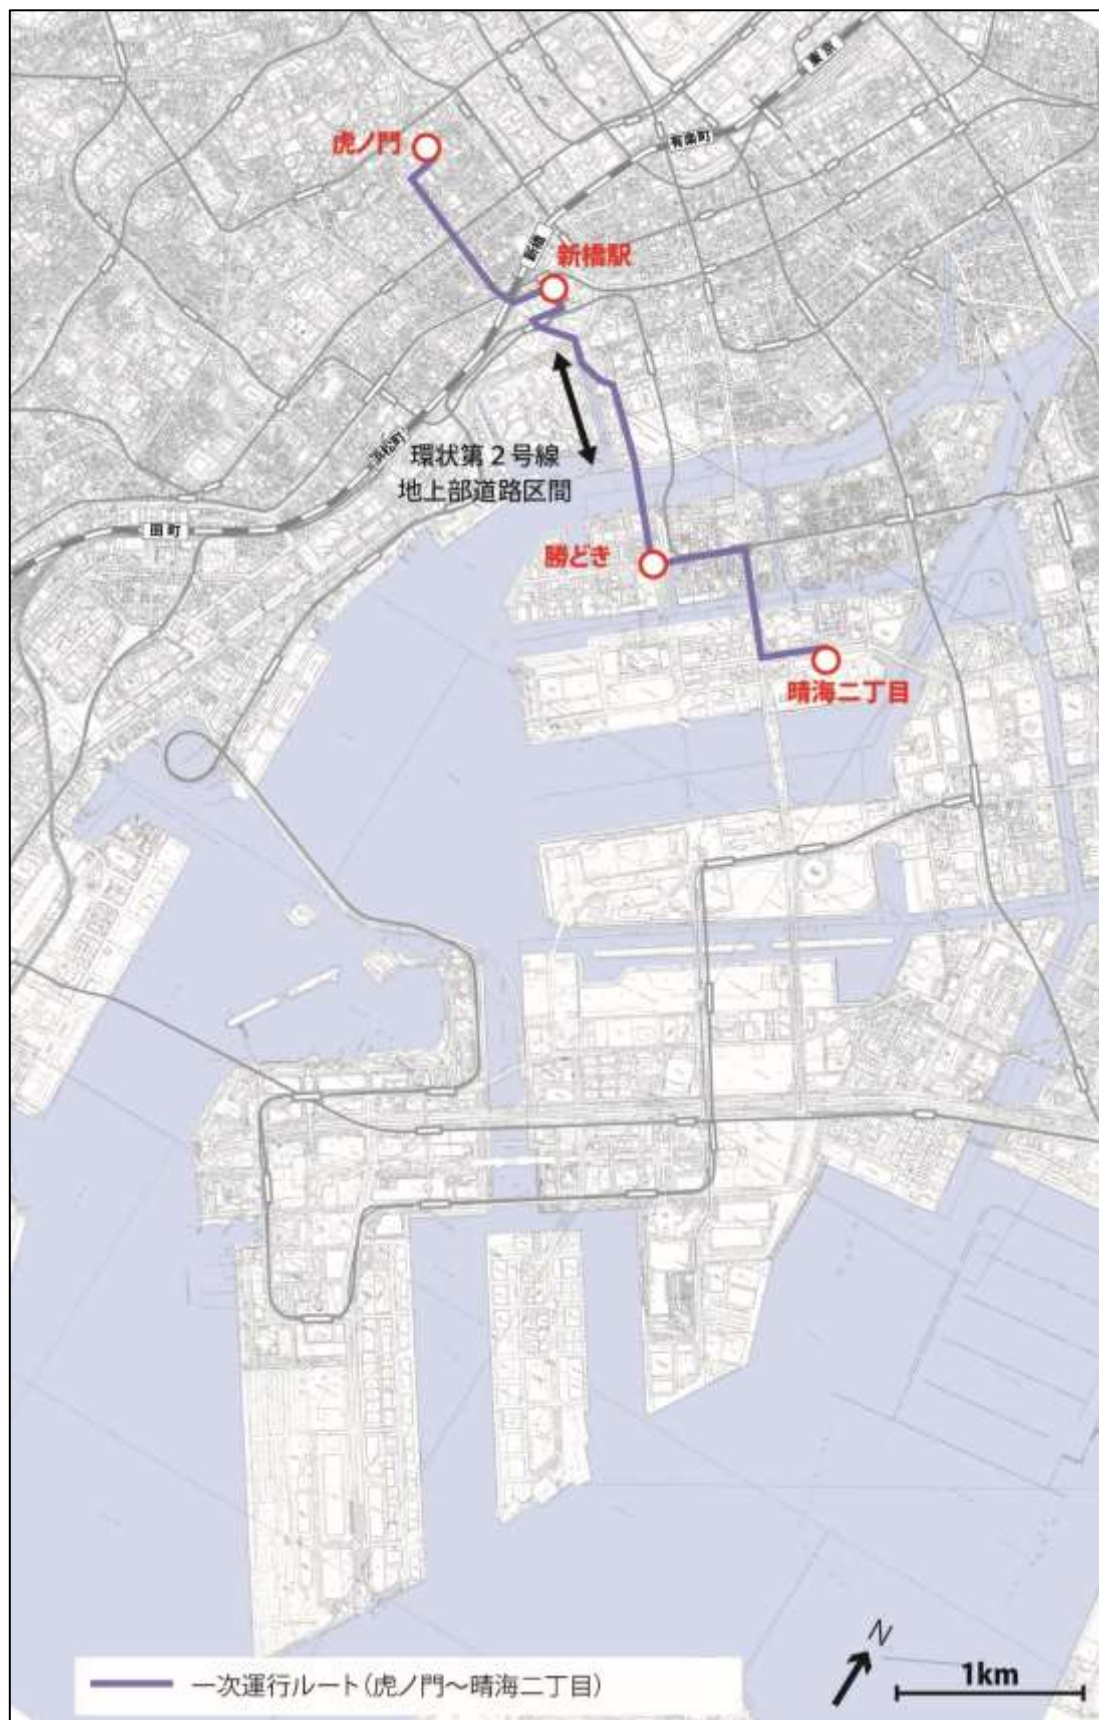 東京
有楽町
虎ノ門
新橋
新橋駅
浜松町
環状第2号線
地上部道路区間
田町
勝どき
晴海二丁目
N
1km
一次運行ルート(虎ノ門～晴海二丁目)